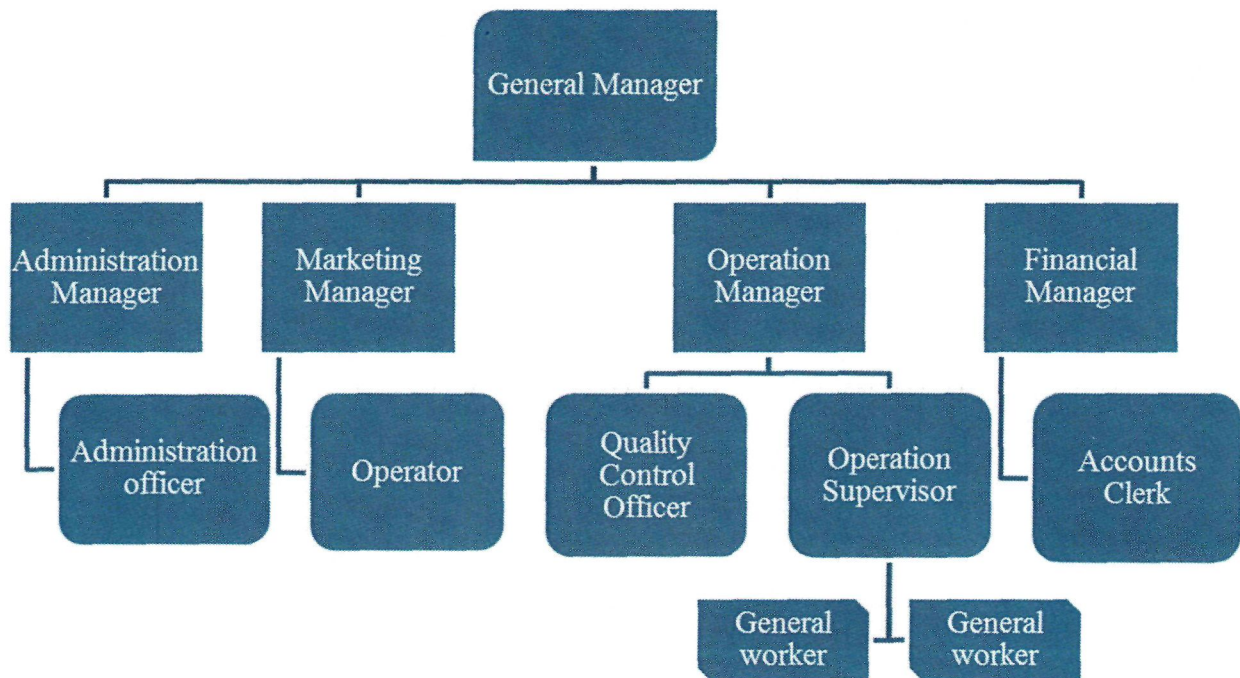 General Manager
Administration
Manager
Marketing
Manager
Operation
Manager
Financial
Manager
Administration
officer
Operator
Quality
Control
Officer
Operation
Supervisor
Accounts
Clerk
General
worker
General
worker